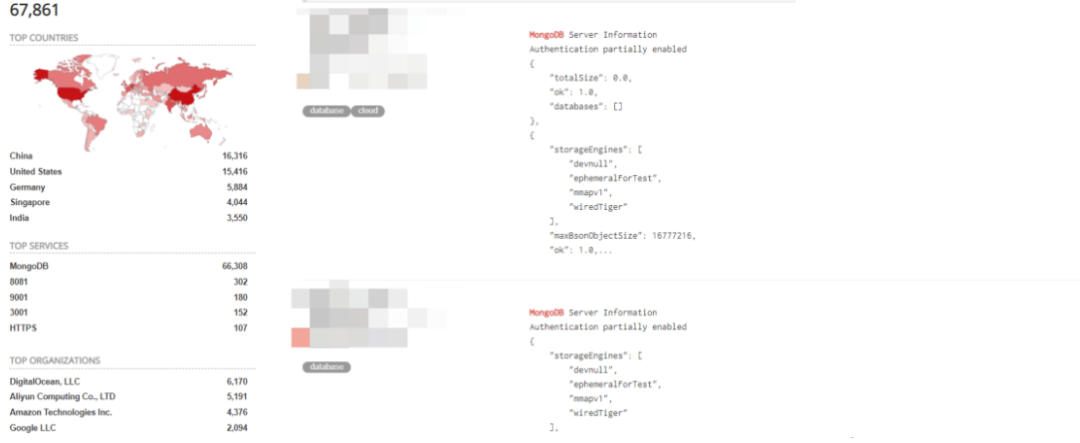 67,861
TOP COUNTRIES
China 16,316
United States 15,416
Germany 5,884
Singapore 4,044
India 3,550
TOP SERVICES
MongoDB 66,308
8081 302
9001 180
3001 152
HTTPS 107
TOP ORGANIZATIONS
DigitalOcean, LLC 6,170
Aliyun Computing Co., LTD 5,191
Amazon Technologies Inc. 4,376
Google LLC 2,094
database cloud
MongoDB Server Information
Authentication partially enabled
{
"totalSize": 0.0,
"ok": 1.0,
"databases": []
},
{
"storageEngines": [
"devnull",
"ephemeralForTest",
"mmapv1",
"wiredTiger"
],
"maxBsonObjectSize": 16777216,
"ok": 1.0,...
database
MongoDB Server Information
Authentication partially enabled
{
"storageEngines": [
"devnull",
"ephemeralForTest",
"mmapv1",
"wiredTiger"
],